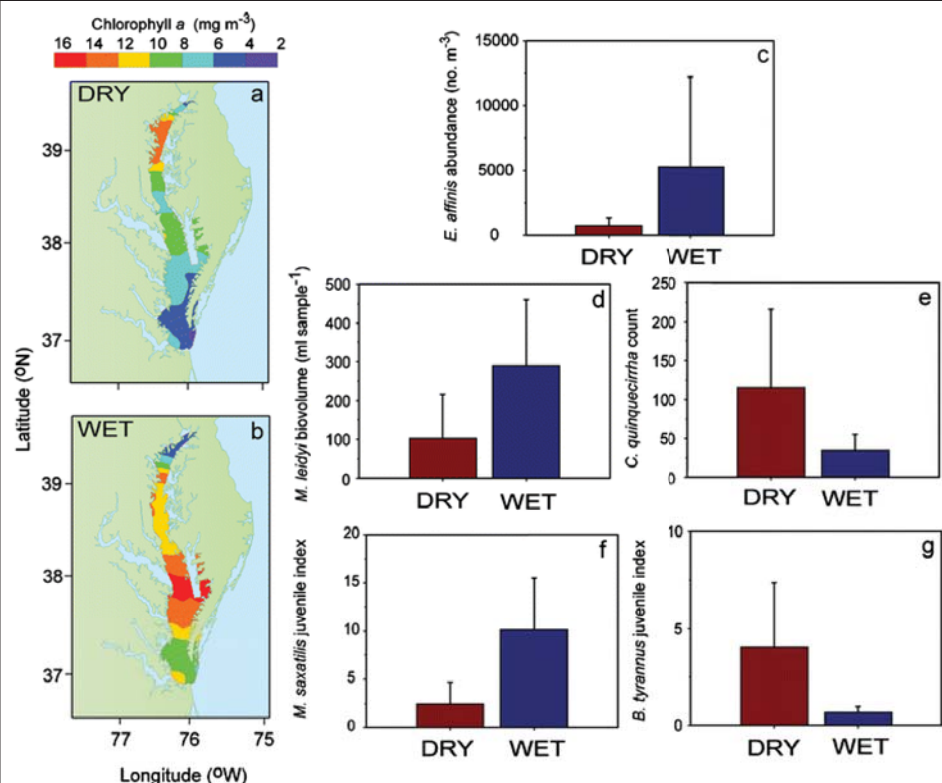 Chlorophyll a (mg m-3)
16 14 12 10 8 6 4 2
DRY
a
39
38
37
WET
b
39
38
37
77 76 75
Latitude (ºN)
Longitude (ºW)
c
E. affinis abundance (no. m-3)
15000
10000
5000
0
DRY WET
d
M. leidyi biovolume (ml sample-1)
500
400
300
200
100
0
DRY WET
e
C. quinquecirrha count
250
200
150
100
50
0
DRY WET
f
M. saxatilis juvenile index
20
15
10
5
0
DRY WET
g
B. tyrannus juvenile index
10
5
0
DRY WET